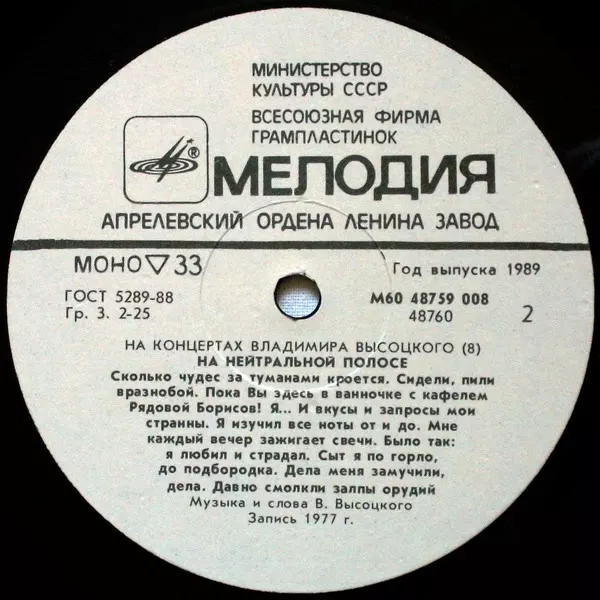 МИНИСТЕРСТВО
КУЛЬТУРЫ СССР
ВСЕСОЮЗНАЯ ФИРМА
ГРАМПЛАСТИНОК
МЕЛОДИЯ
АПРЕЛЕВСКИЙ ОРДЕНА ЛЕНИНА ЗАВОД
МОНО ▽ 33
Год выпуска 1989
ГОСТ 5289-88
М60 48759 008
Гр. 3. 2-25
48760
2
НА КОНЦЕРТАХ ВЛАДИМИРА ВЫСОЦКОГО (8)
НА НЕЙТРАЛЬНОЙ ПОЛОСЕ
Сколько чудес за туманами кроется. Сидели, пили
вразнобой. Пока Вы здесь в ванночке с кафелем
Рядовой Борисов! Я... И вкусы и запросы мои
странны. Я изучил все ноты от и до. Мне
каждый вечер зажигает свечи. Было так:
я любил и страдал. Сыт я по горло,
до подбородка. Дела меня замучили,
дела. Давно смолкли залпы орудий
Музыка и слова В. Высоцкого
Запись 1977 г.